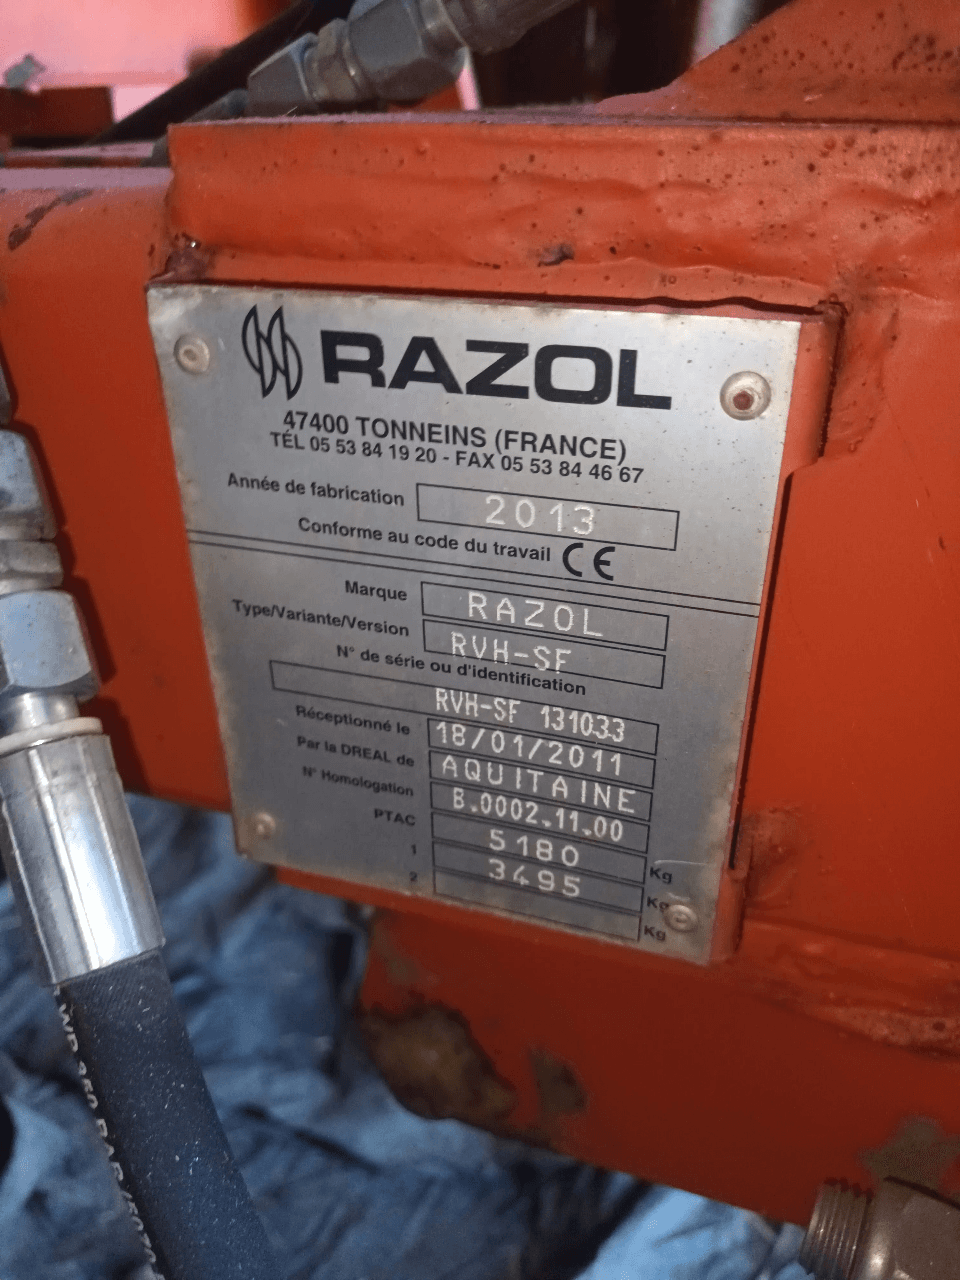 RAZOL
47400 TONNEINS (FRANCE)
TÉL 05 53 84 19 20 - FAX 05 53 84 46 67
Année de fabrication 2013
Conforme au code du travail CE
Marque RAZOL
Type/Variante/Version RVH-SF
N° de série ou d'identification
RVH-SF 131033
Réceptionné le 18/01/2011
Par la DREAL de AQUITAINE
N° Homologation B.0002.11.00
PTAC 5180 Kg
1 3495 Kg
2 Kg
WP 350 BAR